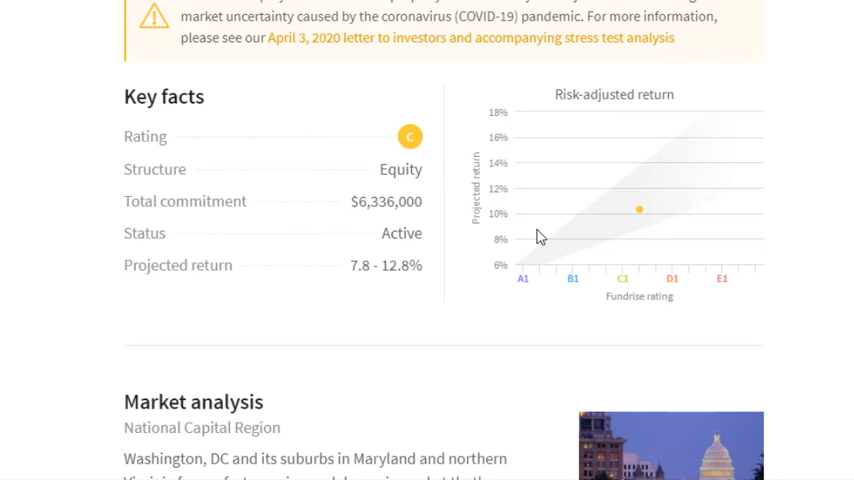 market uncertainty caused by the coronavirus (COVID-19) pandemic. For more information,
please see our April 3, 2020 letter to investors and accompanying stress test analysis
Key facts
Rating C
Structure Equity
Total commitment $6,336,000
Status Active
Projected return 7.8 - 12.8%
Risk-adjusted return
18%
16%
14%
12%
10%
8%
6%
Projected return
A1 B1 C1 D1 E1
Fundrise rating
Market analysis
National Capital Region
Washington, DC and its suburbs in Maryland and northern